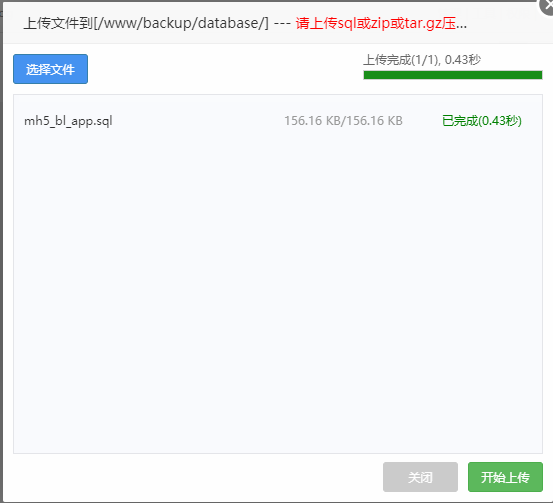 上传文件到[/www/backup/database/] --- 请上传sql或zip或tar.gz压...
选择文件
上传完成(1/1), 0.43秒
mh5_bl_app.sql 156.16 KB/156.16 KB 已完成(0.43秒)
关闭 开始上传